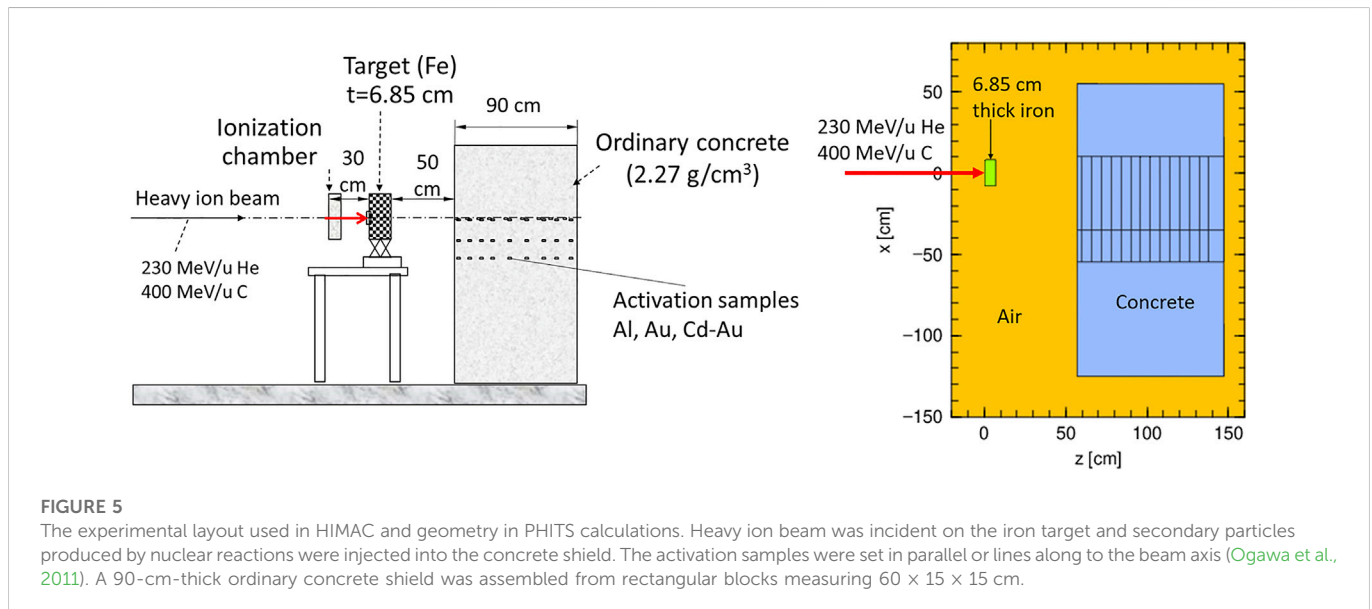 Target (Fe)
t=6.85 cm
Ionization
chamber
30
cm
50
cm
90 cm
Ordinary concrete
(2.27 g/cm³)
Heavy ion beam
230 MeV/u He
400 MeV/u C
Activation samples
Al, Au, Cd-Au
6.85 cm
thick iron
230 MeV/u He
400 MeV/u C
Air
Concrete
x [cm]
50
0
−50
−100
−150
0
50
100
150
z [cm]
FIGURE 5
The experimental layout used in HIMAC and geometry in PHITS calculations. Heavy ion beam was incident on the iron target and secondary particles
produced by nuclear reactions were injected into the concrete shield. The activation samples were set in parallel or lines along to the beam axis (Ogawa et al.,
2011). A 90-cm-thick ordinary concrete shield was assembled from rectangular blocks measuring 60 × 15 × 15 cm.